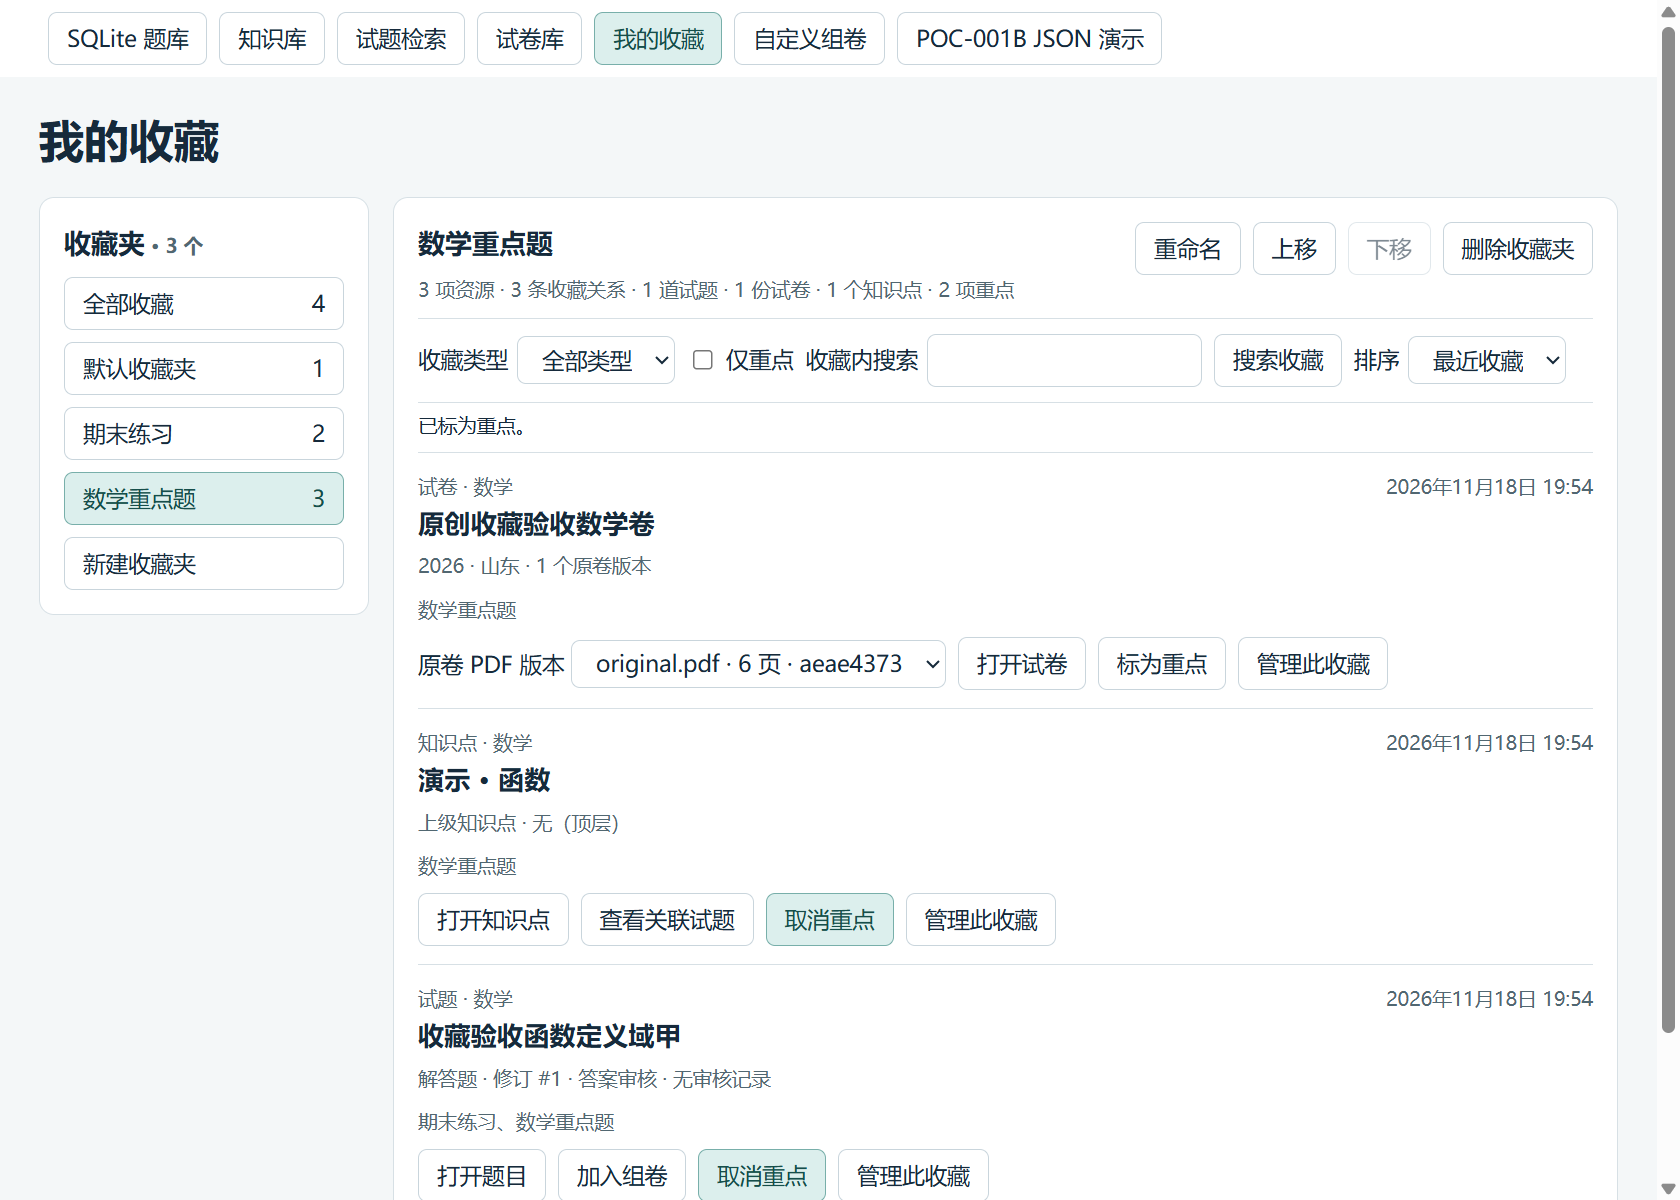 SQLite 题库 知识库 试题检索 试卷库 我的收藏 自定义组卷 POC-001B JSON 演示
我的收藏
收藏夹 · 3 个
全部收藏 4
默认收藏夹 1
期末练习 2
数学重点题 3
新建收藏夹
数学重点题 重命名 上移 下移 删除收藏夹
3 项资源 · 3 条收藏关系 · 1 道试题 · 1 份试卷 · 1 个知识点 · 2 项重点
收藏类型 全部类型 仅重点 收藏内搜索 搜索收藏 排序 最近收藏
已标为重点。
试卷 · 数学 2026年11月18日 19:54
原创收藏验收数学卷
2026 · 山东 · 1 个原卷版本
数学重点题
原卷 PDF 版本 original.pdf · 6 页 · aeae4373 打开试卷 标为重点 管理此收藏
知识点 · 数学 2026年11月18日 19:54
演示 · 函数
上级知识点 · 无（顶层）
数学重点题
打开知识点 查看关联试题 取消重点 管理此收藏
试题 · 数学 2026年11月18日 19:54
收藏验收函数定义域甲
解答题 · 修订 #1 · 答案审核 · 无审核记录
期末练习、数学重点题
打开题目 加入组卷 取消重点 管理此收藏